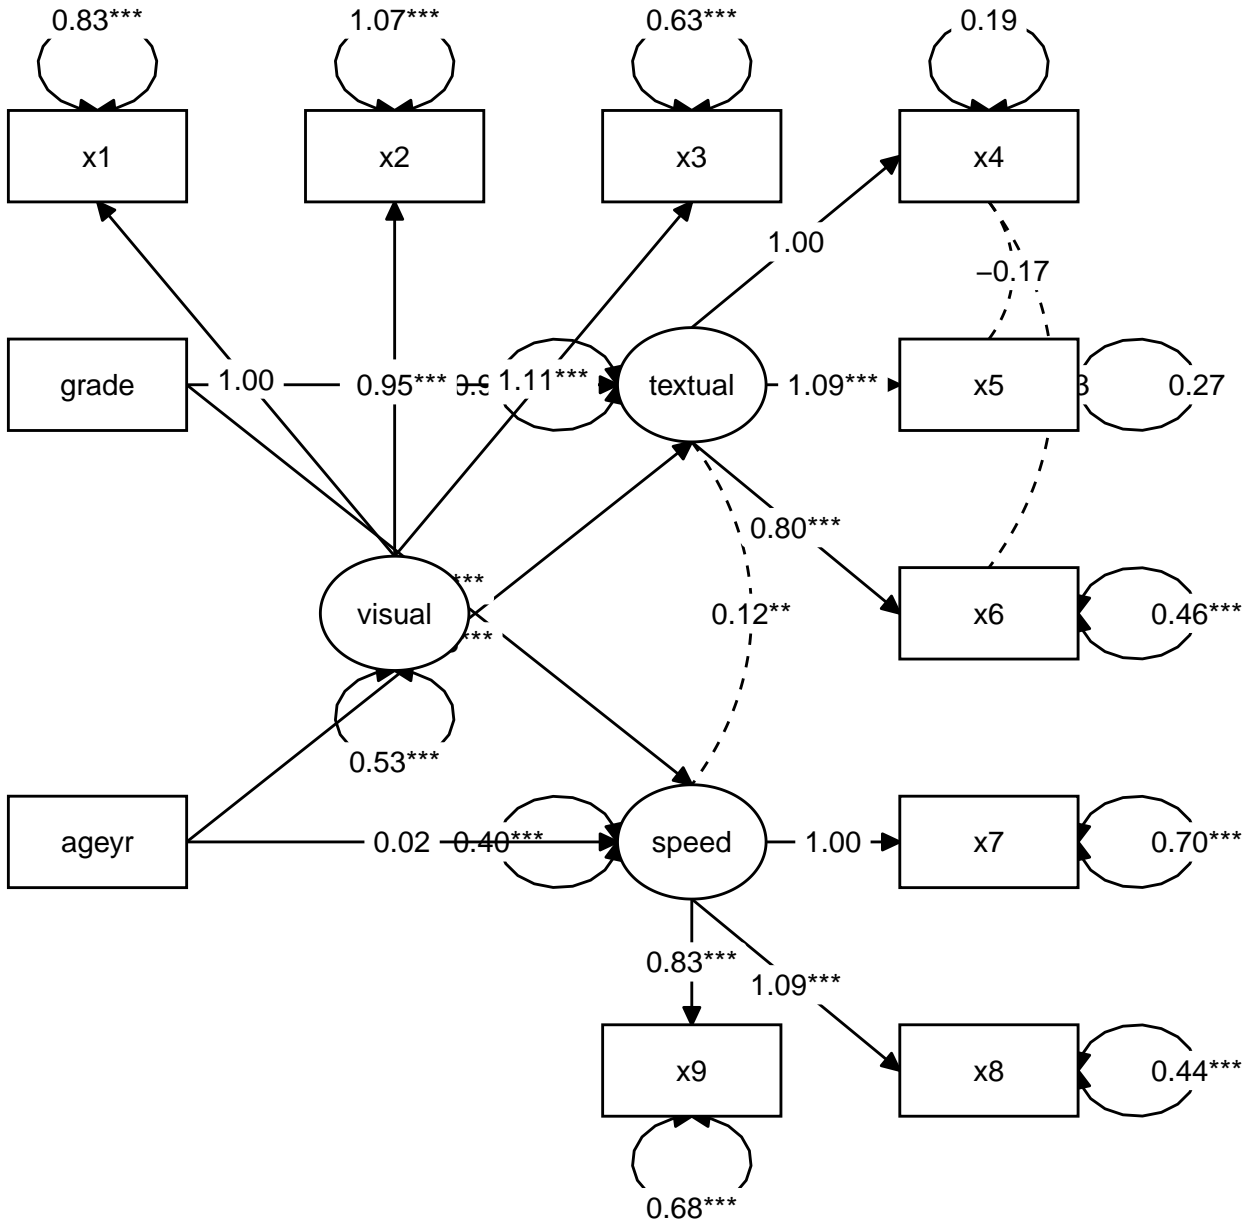 0.83*** 1.07*** 0.63*** 0.19
x1 x2 x3 x4
1.00
−0.17
grade 1.00 0.95*** 1.11*** textual 1.09*** x5 0.27
0.80***
visual 0.12** x6 0.46***
0.53***
ageyr 0.02 0.40*** speed 1.00 x7 0.70***
0.83***
1.09***
x9 x8 0.44***
0.68***